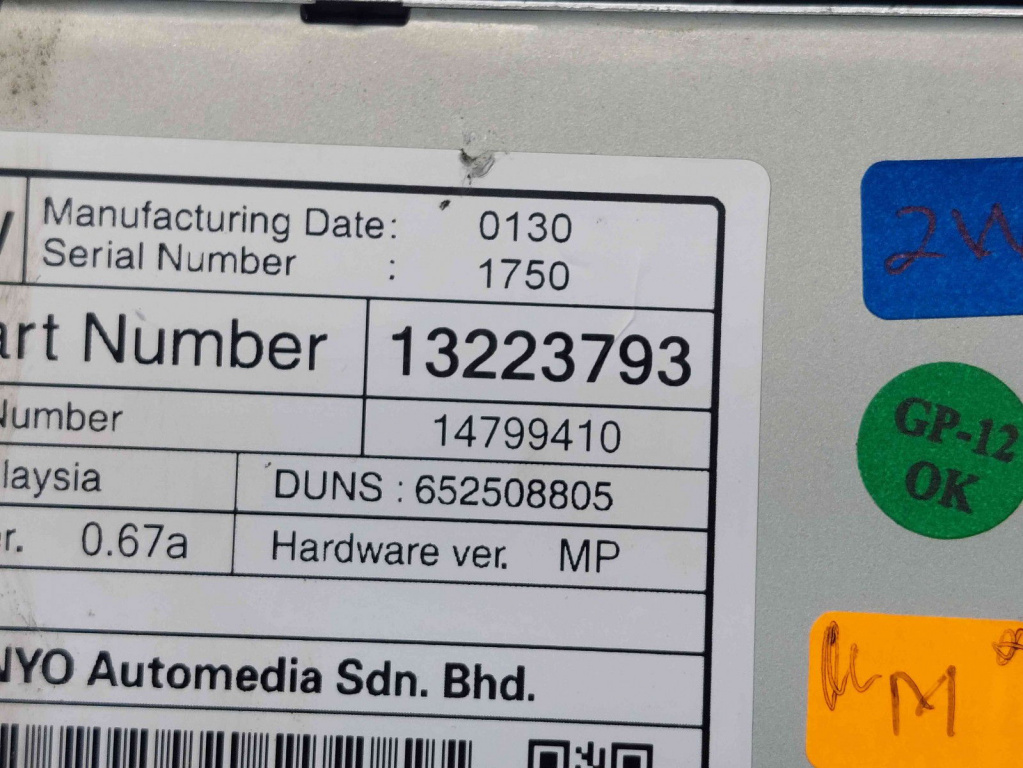 Manufacturing Date: 0130
Serial Number : 1750
art Number 13223793
Number 14799410
laysia DUNS : 652508805
r. 0.67a Hardware ver. MP
NYO Automedia Sdn. Bhd.
2W
GP-12
OK
M